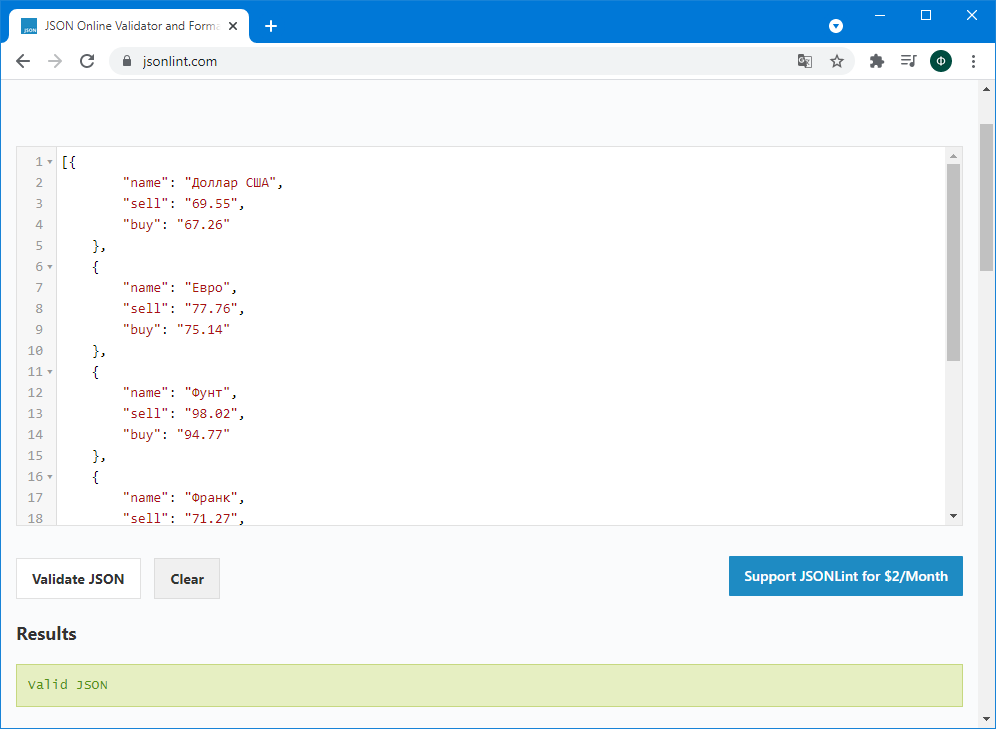 JSON Online Validator and Forma
jsonlint.com
Ф
1 [{
2 "name": "Доллар США",
3 "sell": "69.55",
4 "buy": "67.26"
5 },
6 {
7 "name": "Евро",
8 "sell": "77.76",
9 "buy": "75.14"
10 },
11 {
12 "name": "Фунт",
13 "sell": "98.02",
14 "buy": "94.77"
15 },
16 {
17 "name": "Франк",
18 "sell": "71.27",
Validate JSON Clear Support JSONLint for $2/Month
Results
Valid JSON